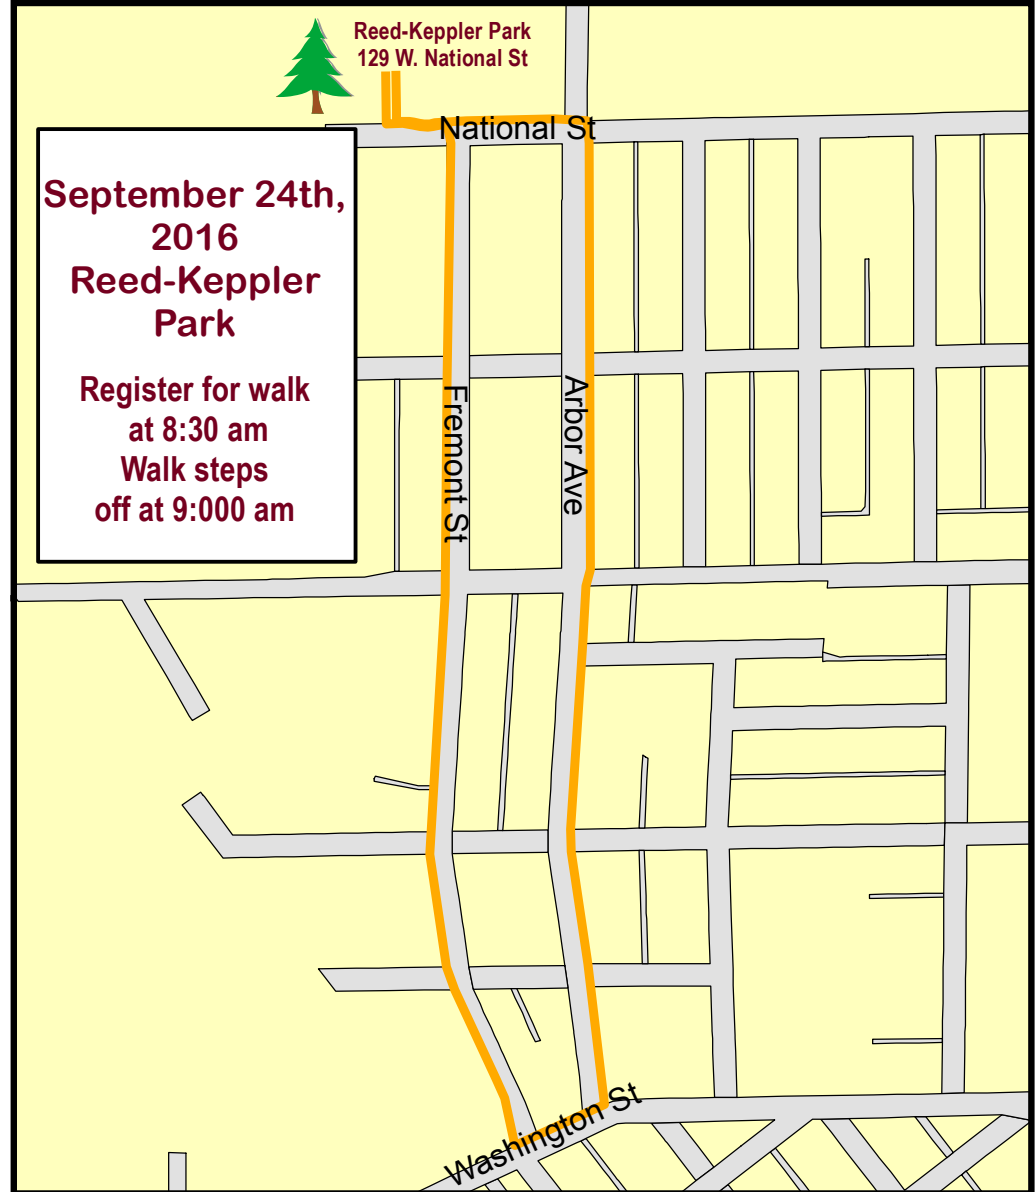 Reed-Keppler Park
129 W. National St
National St
September 24th,
2016
Reed-Keppler
Park
Register for walk
at 8:30 am
Walk steps
off at 9:000 am
Fremont St
Arbor Ave
Washington St